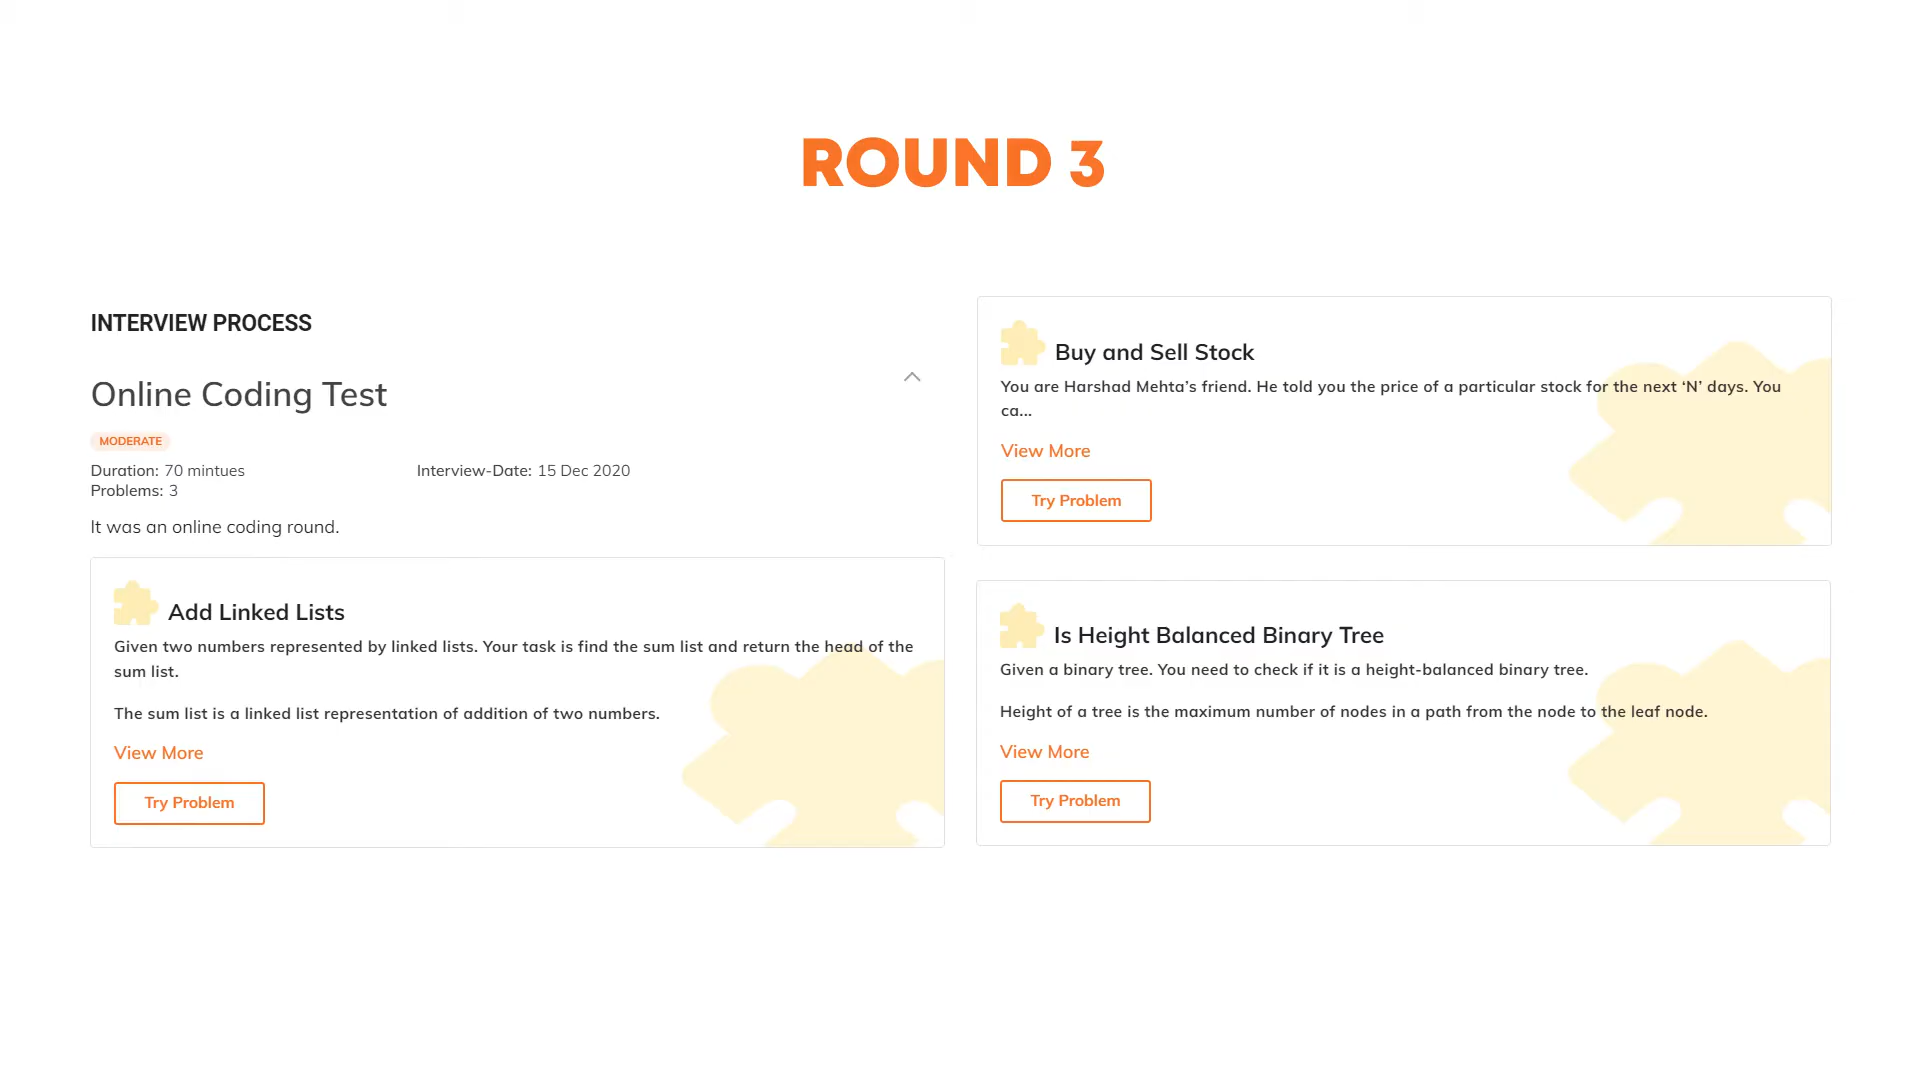 ROUND 3
INTERVIEW PROCESS
Online Coding Test
MODERATE
Duration: 70 mintues
Interview-Date: 15 Dec 2020
Problems: 3
It was an online coding round.
Add Linked Lists
Given two numbers represented by linked lists. Your task is find the sum list and return the head of the
sum list.
The sum list is a linked list representation of addition of two numbers.
View More
Try Problem
Buy and Sell Stock
You are Harshad Mehta’s friend. He told you the price of a particular stock for the next ‘N’ days. You
ca...
View More
Try Problem
Is Height Balanced Binary Tree
Given a binary tree. You need to check if it is a height-balanced binary tree.
Height of a tree is the maximum number of nodes in a path from the node to the leaf node.
View More
Try Problem